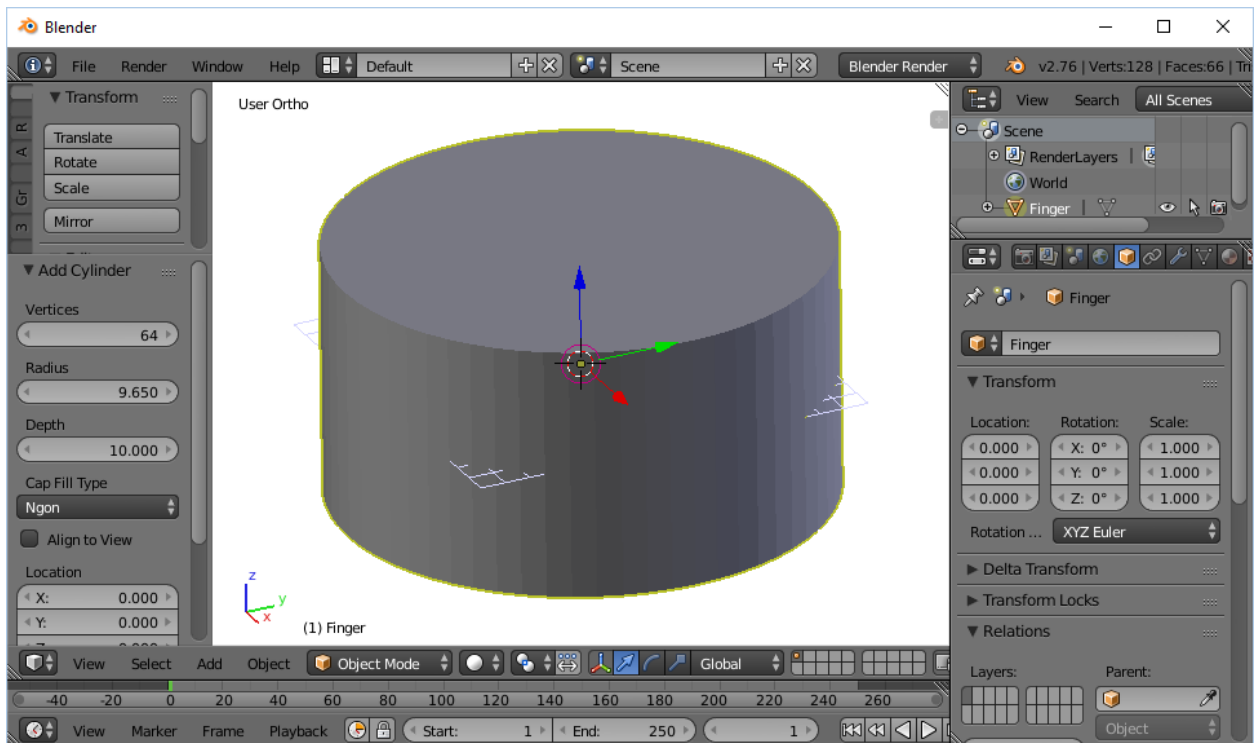 Blender
File Render Window Help Default Scene Blender Render v2.76 | Verts:128 | Faces:66 | Tri
Transform
Translate
Rotate
Scale
Mirror
R
A
Gr
3
Add Cylinder
Vertices
64
Radius
9.650
Depth
10.000
Cap Fill Type
Ngon
Align to View
Location
X: 0.000
Y: 0.000
User Ortho
z
y
x
(1) Finger
View Search All Scenes
Scene
RenderLayers |
World
Finger |
Finger
Finger
Transform
Location: Rotation: Scale:
0.000 X: 0° 1.000
0.000 Y: 0° 1.000
0.000 Z: 0° 1.000
Rotation ... XYZ Euler
Delta Transform
Transform Locks
Relations
Layers: Parent:
Object
View Select Add Object Object Mode Global
-40 -20 0 20 40 60 80 100 120 140 160 180 200 220 240 260
View Marker Frame Playback Start: 1 End: 250 1